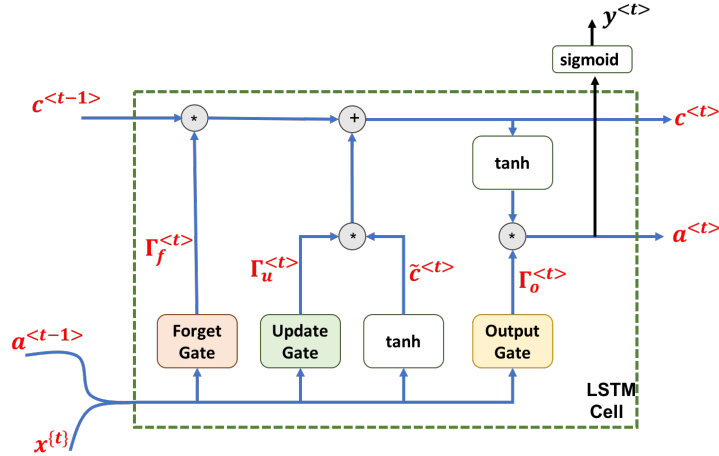 y<t>
sigmoid
c<t-1>
*
+
c<t>
tanh
Γf<t>
Γu<t>
*
c̃<t>
*
a<t>
Γo<t>
a<t-1>
Forget
Gate
Update
Gate
tanh
Output
Gate
x{t}
LSTM
Cell